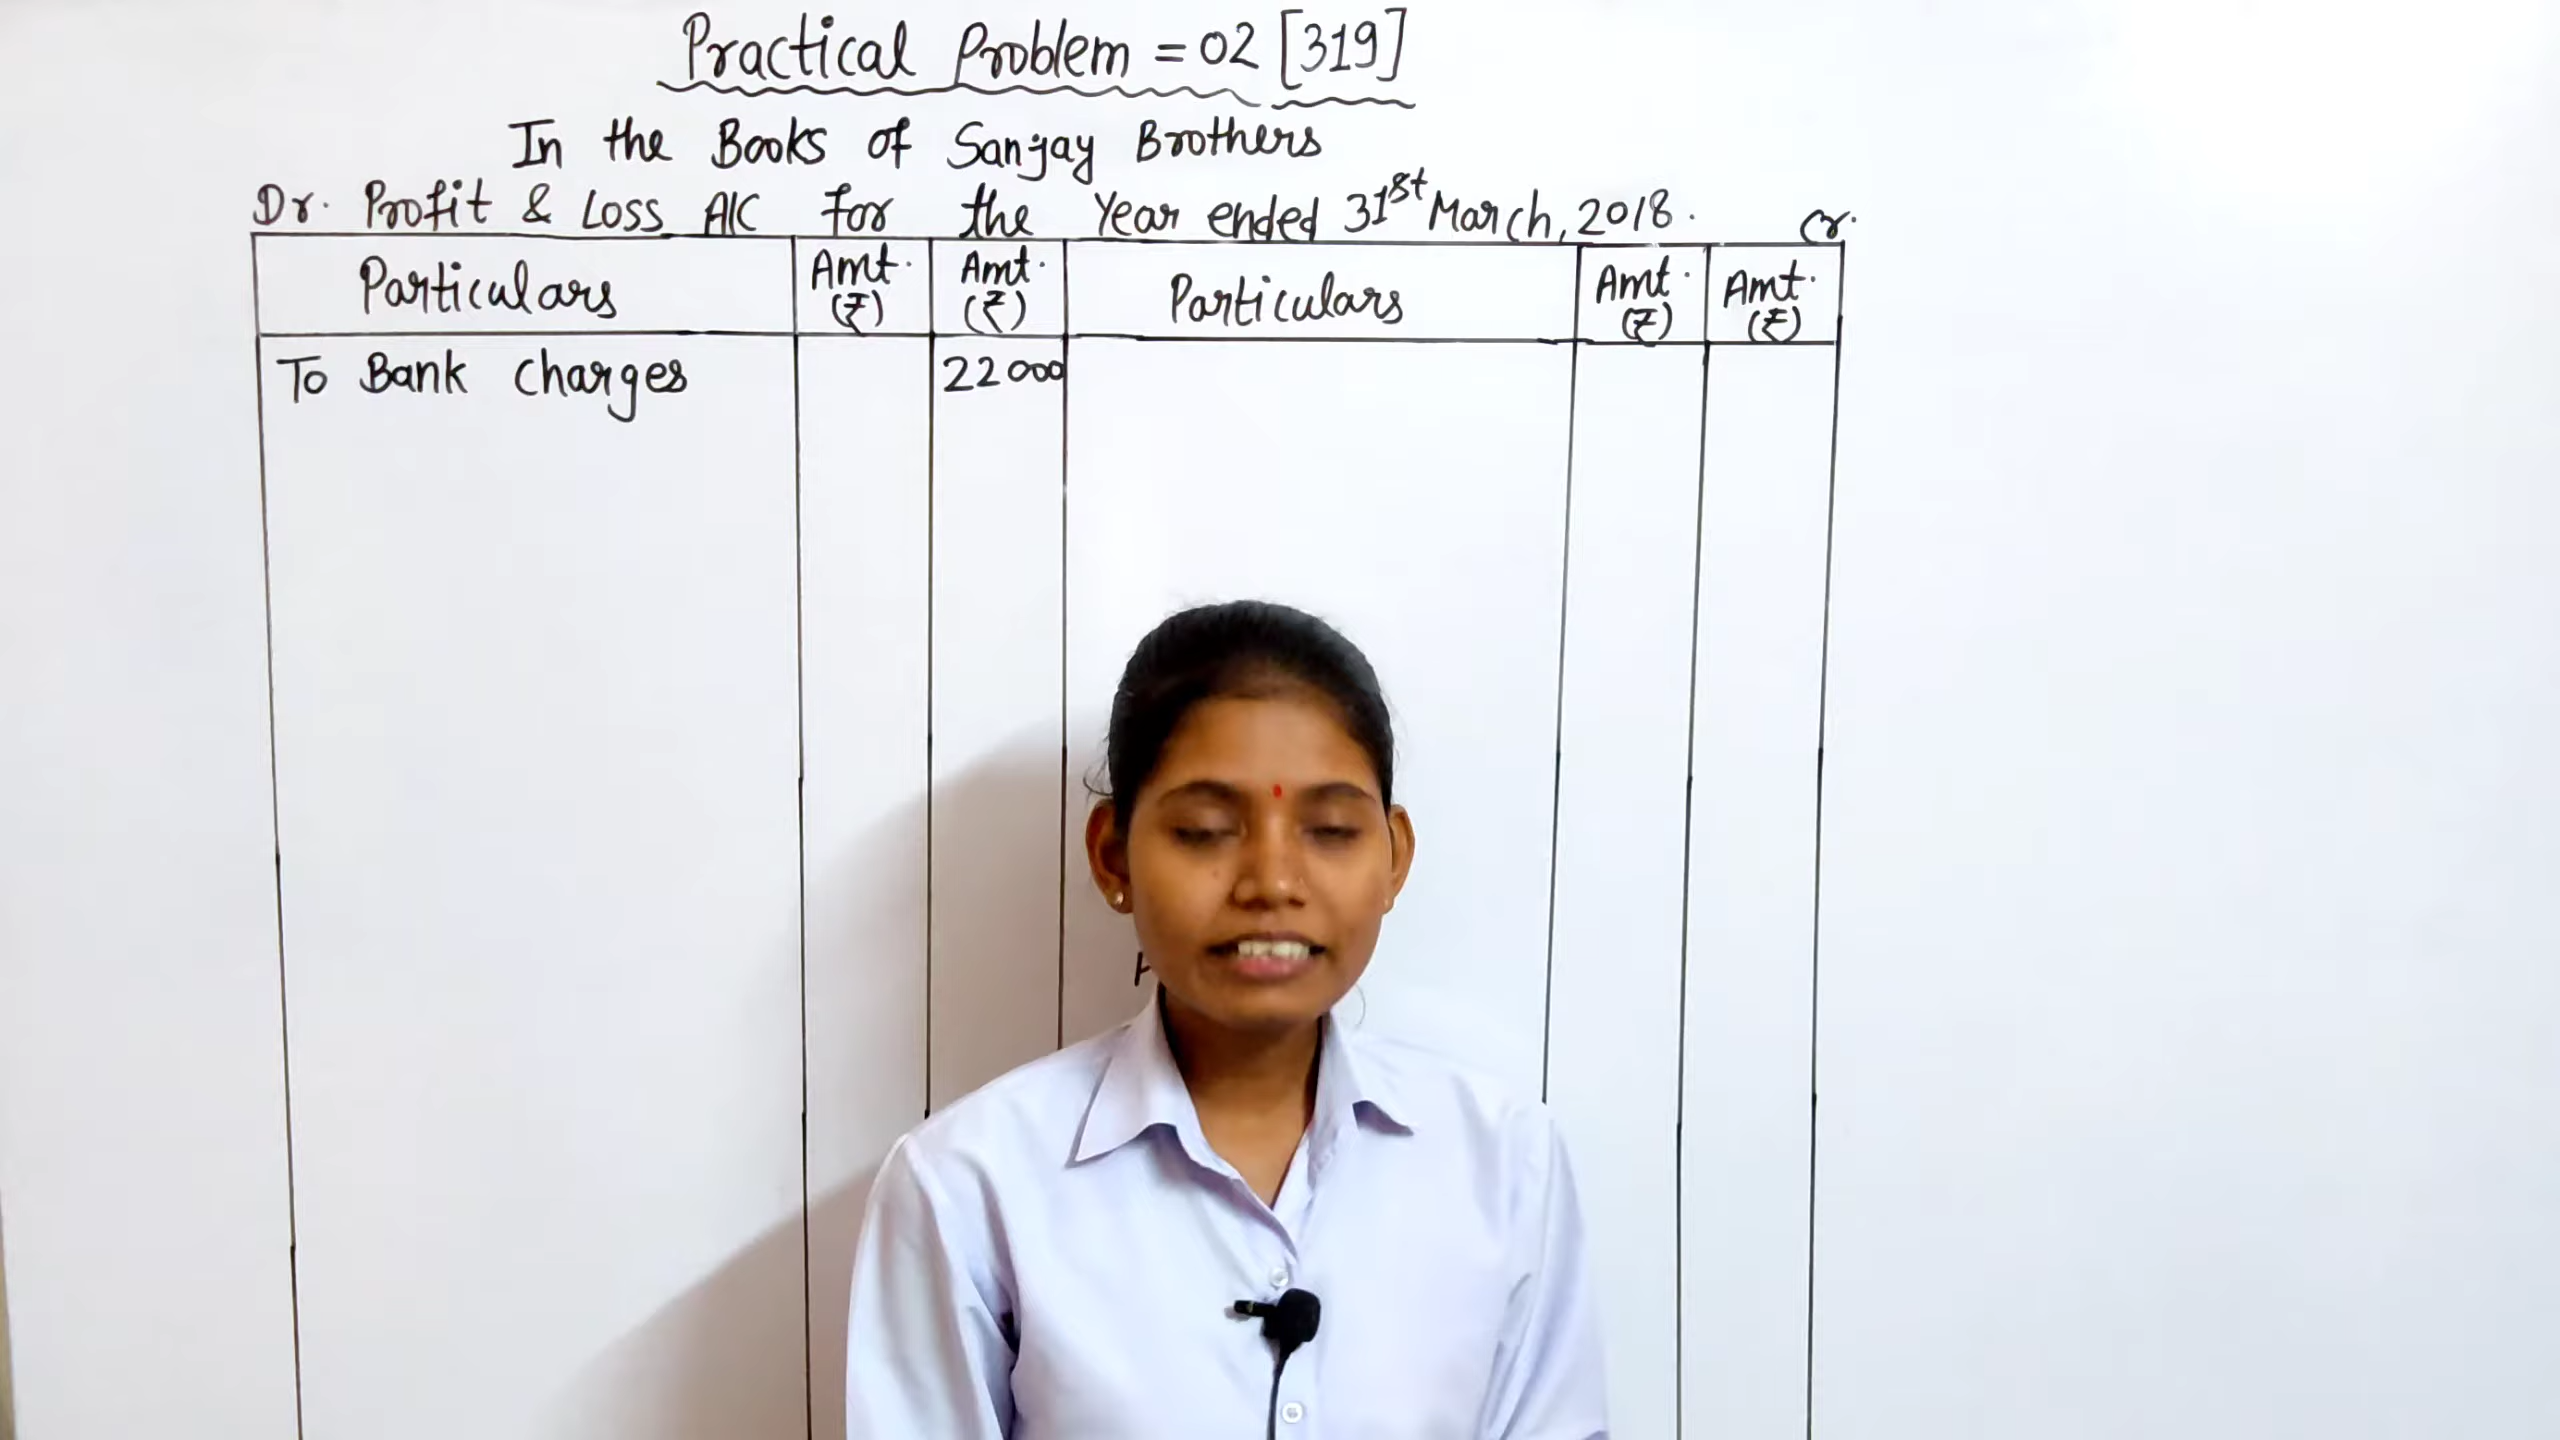 Practical Problem = 02 [319]
In the Books of Sanjay Brothers
Dr. Profit & Loss A/C for the Year ended 31st March, 2018. Cr.
Particulars Amt. (₹) Amt. (₹) Particulars Amt. (₹) Amt. (₹)
To Bank Charges 22000